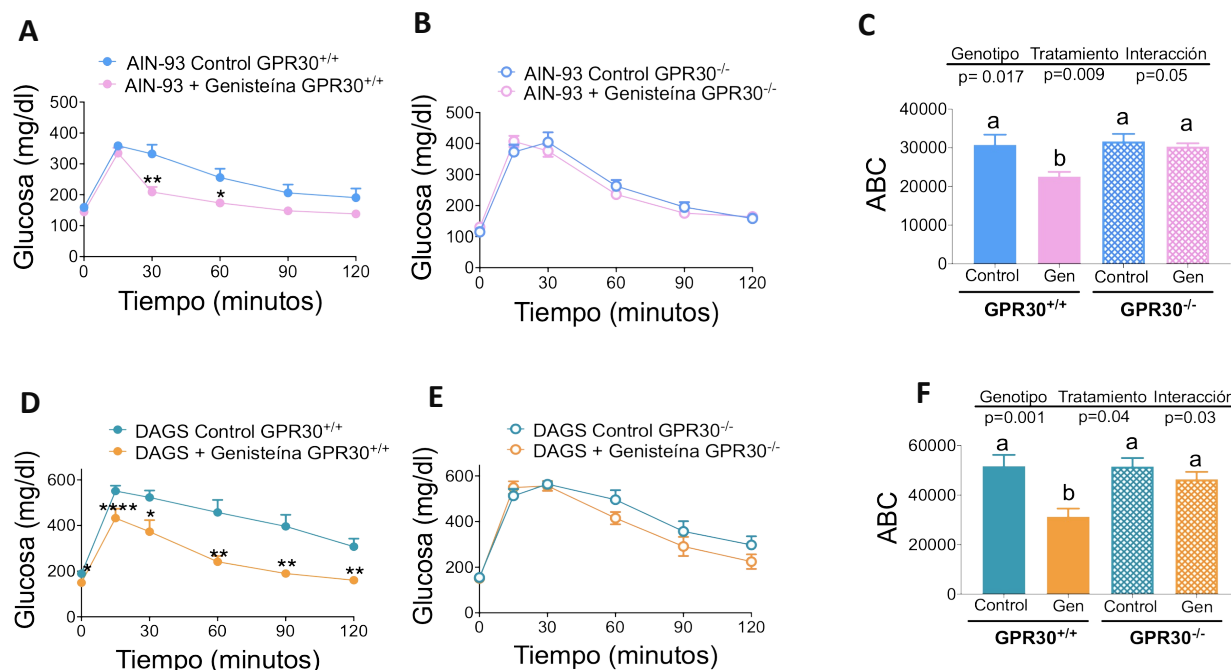 A
AIN-93 Control GPR30+/+
AIN-93 + Genisteína GPR30+/+
Glucosa (mg/dl)
500
400
300
200
100
0
**
*
0 30 60 90 120
Tiempo (minutos)
B
AIN-93 Control GPR30-/-
AIN-93 + Genisteína GPR30-/-
Glucosa (mg/dl)
500
400
300
200
100
0
0 30 60 90 120
Tiempo (minutos)
C
Genotipo Tratamiento Interacción
p= 0.017 p=0.009 p=0.05
ABC
40000
30000
20000
10000
0
a b a a
Control Gen Control Gen
GPR30+/+ GPR30-/-
D
DAGS Control GPR30+/+
DAGS + Genisteína GPR30+/+
Glucosa (mg/dl)
600
400
200
0
* **** * ** ** **
0 30 60 90 120
Tiempo (minutos)
E
DAGS Control GPR30-/-
DAGS + Genisteína GPR30-/-
Glucosa (mg/dl)
600
400
200
0
0 30 60 90 120
Tiempo (minutos)
F
Genotipo Tratamiento Interacción
p=0.001 p=0.04 p=0.03
ABC
60000
40000
20000
0
a b a a
Control Gen Control Gen
GPR30+/+ GPR30-/-